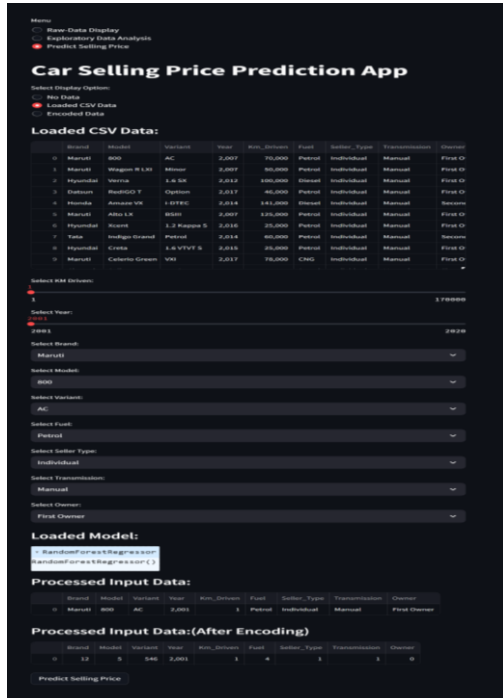 Menu
Raw-Data Display
Exploratory Data Analysis
Predict Selling Price
Car Selling Price Prediction App
Select Display Option:
No Data
Loaded CSV Data
Encoded Data
Loaded CSV Data:
Brand Model Variant Year Km_Driven Fuel Seller_Type Transmission Owner
0 Maruti 800 AC 2,007 70,000 Petrol Individual Manual First O
1 Maruti Wagon R LXI Minor 2,007 50,000 Petrol Individual Manual First O
2 Hyundai Verna 1.6 SX 2,012 100,000 Diesel Individual Manual First O
3 Datsun RediGO T Option 2,017 46,000 Petrol Individual Manual First O
4 Honda Amaze VX i-DTEC 2,014 141,000 Diesel Individual Manual Second
5 Maruti Alto LX BSIII 2,007 125,000 Petrol Individual Manual First O
6 Hyundai Xcent 1.2 Kappa S 2,016 25,000 Petrol Individual Manual First O
7 Tata Indigo Grand Petrol 2,014 60,000 Petrol Individual Manual Second
8 Hyundai Creta 1.6 VTVT S 2,015 25,000 Petrol Individual Manual First O
9 Maruti Celerio Green VXI 2,017 78,000 CNG Individual Manual First O
Select KM Driven:
1
1 170000
Select Year:
2001
2001 2020
Select Brand:
Maruti
Select Model:
800
Select Variant:
AC
Select Fuel:
Petrol
Select Seller Type:
Individual
Select Transmission:
Manual
Select Owner:
First Owner
Loaded Model:
RandomForestRegressor
RandomForestRegressor()
Processed Input Data:
Brand Model Variant Year Km_Driven Fuel Seller_Type Transmission Owner
0 Maruti 800 AC 2,001 1 Petrol Individual Manual First Owner
Processed Input Data:(After Encoding)
Brand Model Variant Year Km_Driven Fuel Seller_Type Transmission Owner
0 12 5 546 2,001 1 4 1 1 0
Predict Selling Price